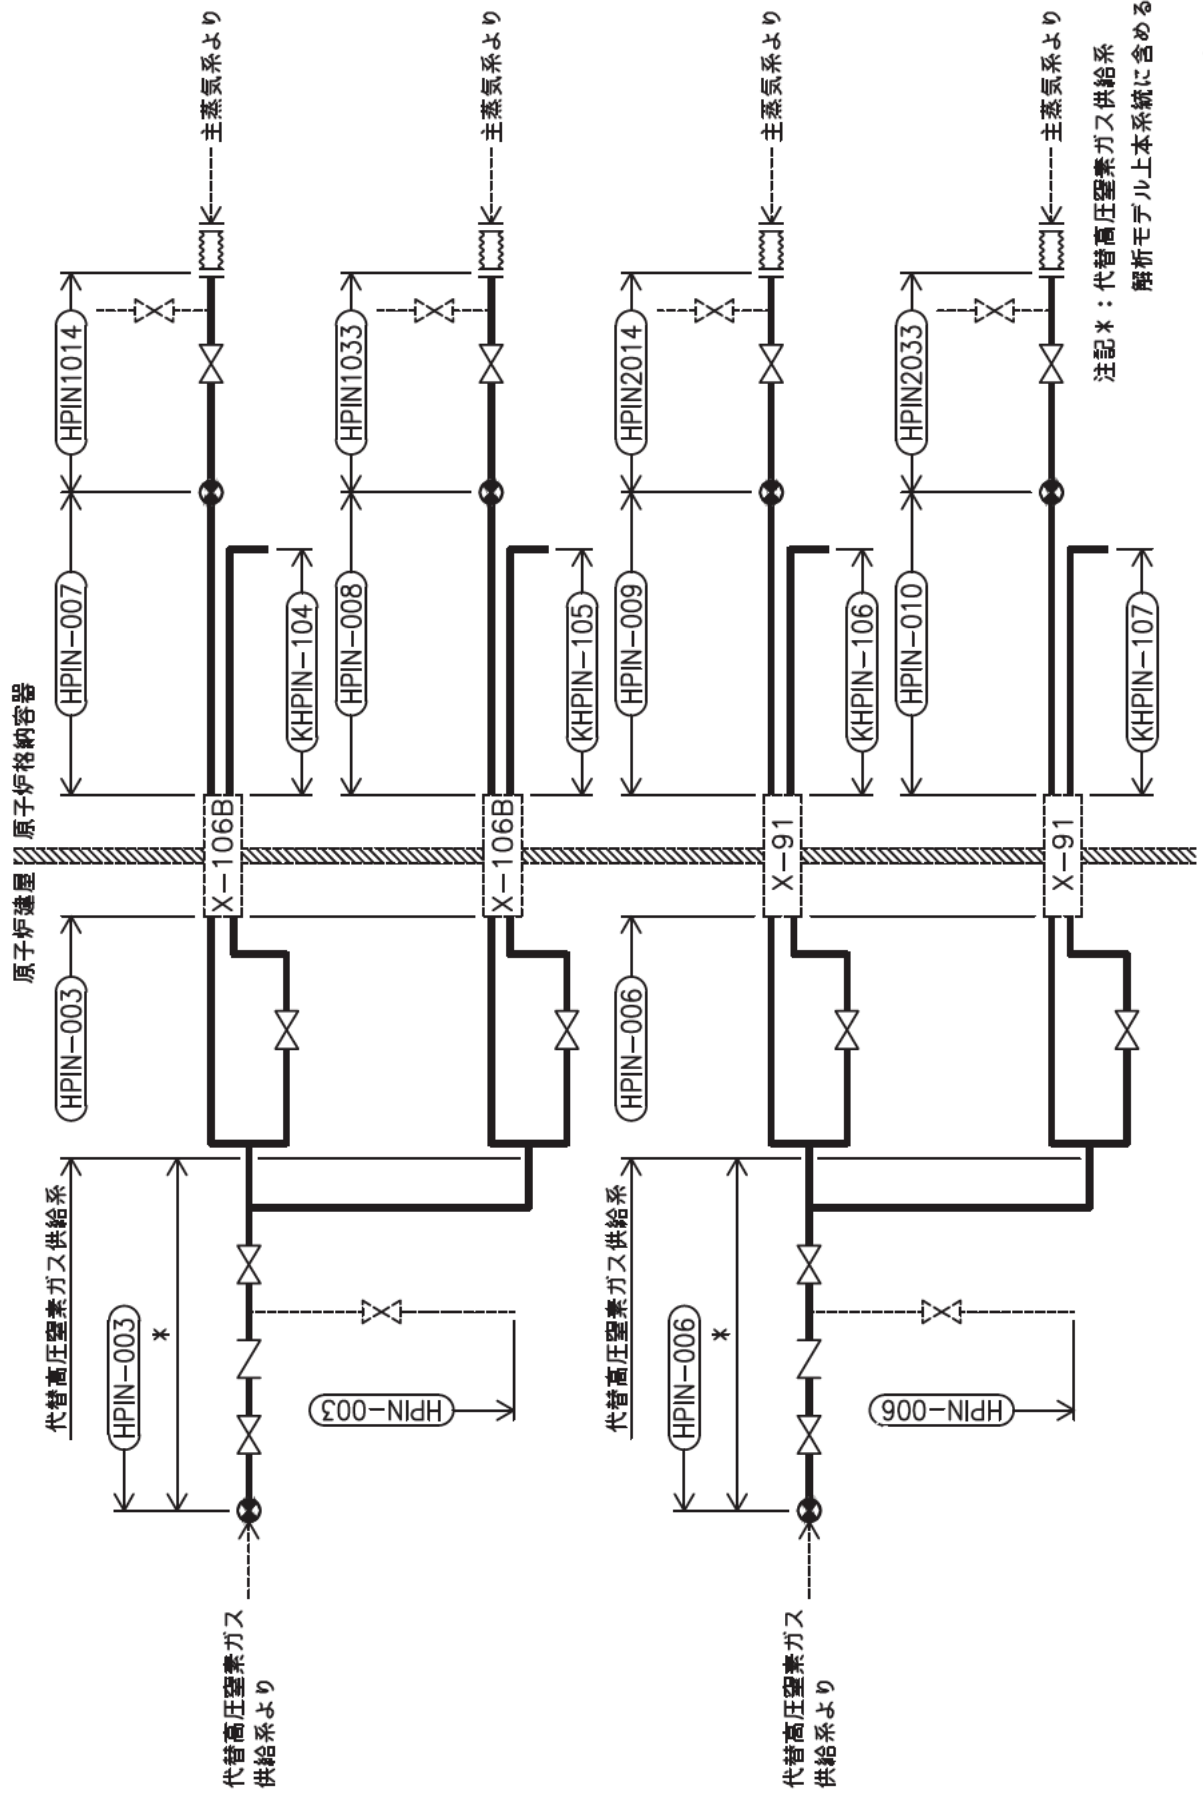 原子炉建屋
原子炉格納容器
代替高圧窒素ガス供給系
HPIN-003
HPIN-007
HPIN1014
HPIN-003
*
代替高圧窒素ガス
供給系より
X-106B
主蒸気系より
KHPIN-104
HPIN-003
HPIN-008
HPIN1033
X-106B
主蒸気系より
KHPIN-105
代替高圧窒素ガス供給系
HPIN-006
HPIN-009
HPIN2014
HPIN-006
*
代替高圧窒素ガス
供給系より
X-91
主蒸気系より
KHPIN-106
HPIN-006
HPIN-010
HPIN2033
X-91
主蒸気系より
KHPIN-107
注記*:代替高圧窒素ガス供給系
解析モデル上本系統に含める